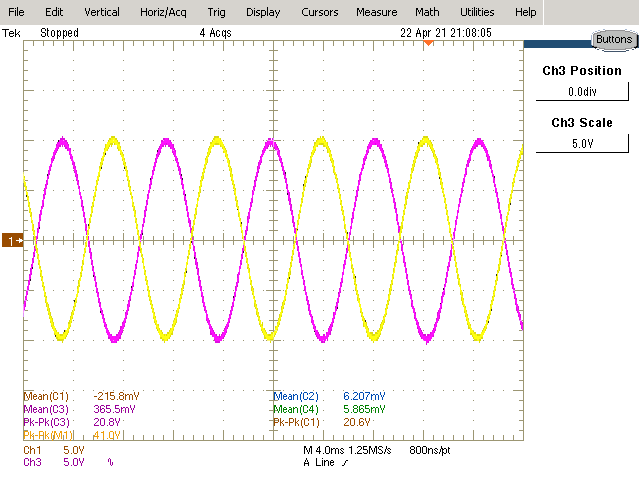 File Edit Vertical Horiz/Acq Trig Display Cursors Measure Math Utilities Help
Tek Stopped 4 Acqs 22 Apr 21 21:08:05
Buttons
Ch3 Position
0.0div
Ch3 Scale
5.0V
1
Mean(C1) -215.8mV Mean(C2) 6.207mV
Mean(C3) 365.5mV Mean(C4) 5.865mV
Pk-Pk(C3) 20.8V Pk-Pk(C1) 20.6V
Pk-Pk(M1) 41.0V
Ch1 5.0V M 4.0ms 1.25MS/s 800ns/pt
Ch3 5.0V % A Line